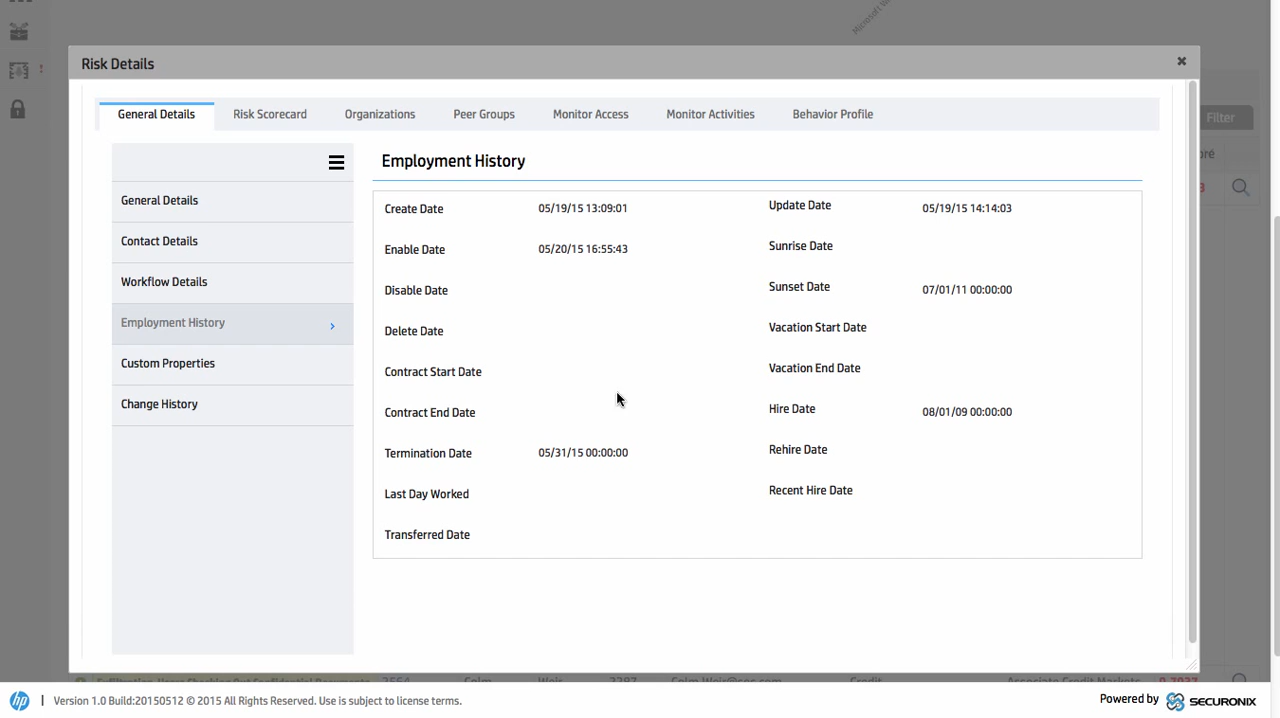 Microsoft W
Risk Details
General Details Risk Scorecard Organizations Peer Groups Monitor Access Monitor Activities Behavior Profile
Filter
Employment History
General Details
Contact Details
Workflow Details
Employment History
Custom Properties
Change History
Create Date 05/19/15 13:09:01 Update Date 05/19/15 14:14:03
Enable Date 05/20/15 16:55:43 Sunrise Date
Disable Date Sunset Date 07/01/11 00:00:00
Delete Date Vacation Start Date
Contract Start Date Vacation End Date
Contract End Date Hire Date 08/01/09 00:00:00
Termination Date 05/31/15 00:00:00 Rehire Date
Last Day Worked Recent Hire Date
Transferred Date
hp | Version 1.0 Build:20150512 © 2015 All Rights Reserved. Use is subject to license terms. Powered by SECURONIX